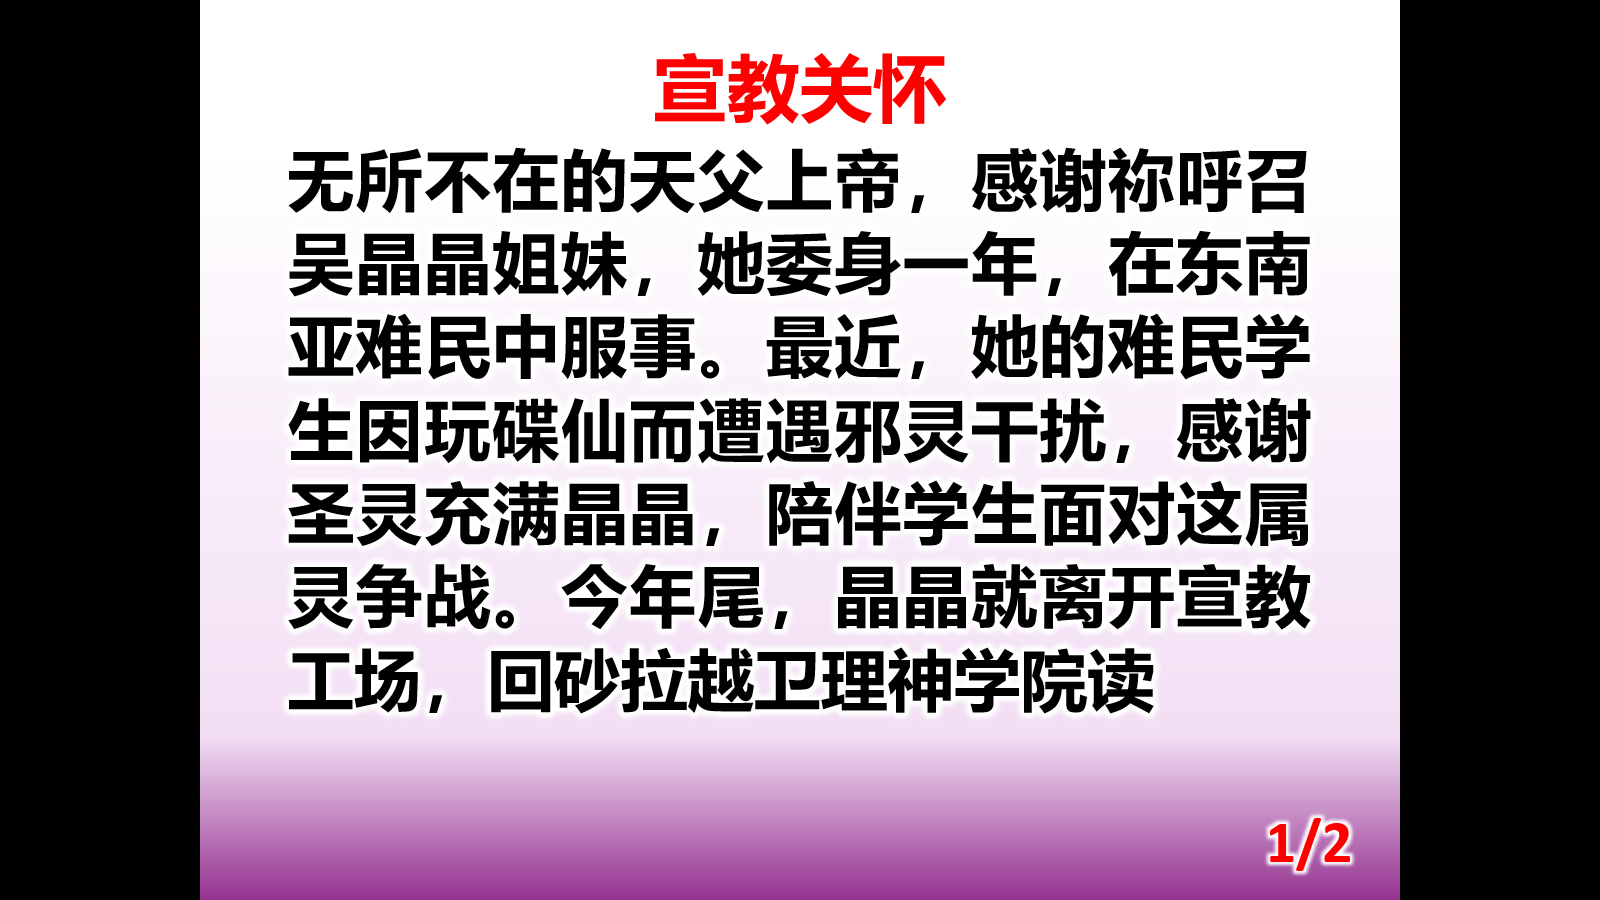 宣教关怀
无所不在的天父上帝，感谢祢呼召
吴晶晶姐妹，她委身一年，在东南
亚难民中服事。最近，她的难民学
生因玩碟仙而遭遇邪灵干扰，感谢
圣灵充满晶晶，陪伴学生面对这属
灵争战。今年尾，晶晶就离开宣教
工场，回砂拉越卫理神学院读
1/2